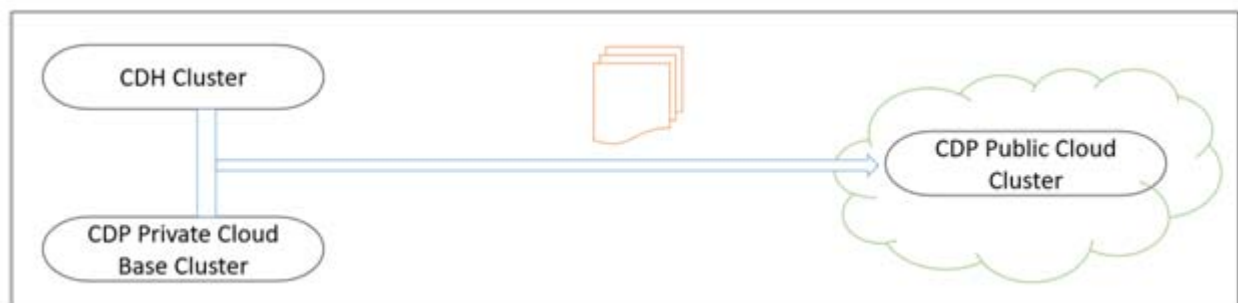 CDH Cluster
CDP Private Cloud
Base Cluster
CDP Public Cloud
Cluster